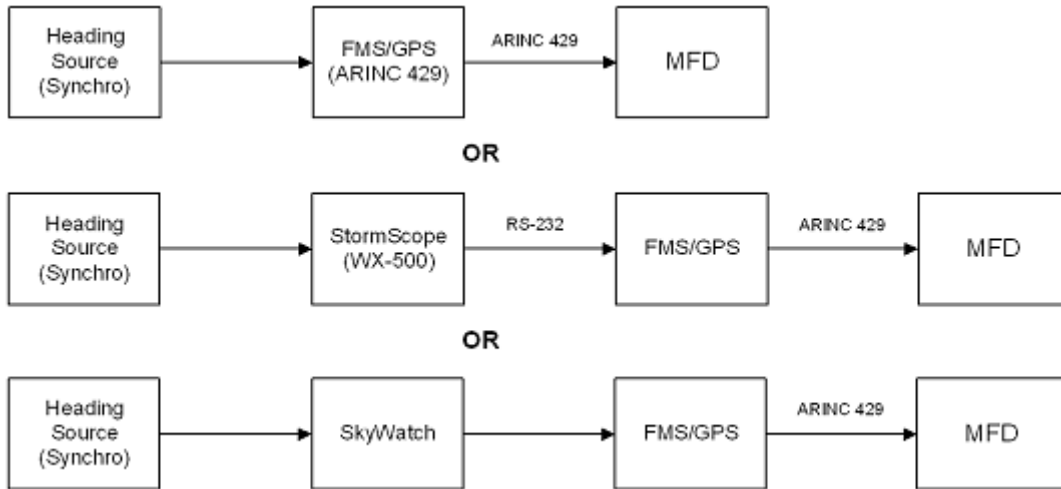 Heading
Source
(Synchro)
FMS/GPS
(ARINC 429)
ARINC 429
MFD
OR
Heading
Source
(Synchro)
StormScope
(WX-500)
RS-232
FMS/GPS
ARINC 429
MFD
OR
Heading
Source
(Synchro)
SkyWatch
FMS/GPS
ARINC 429
MFD